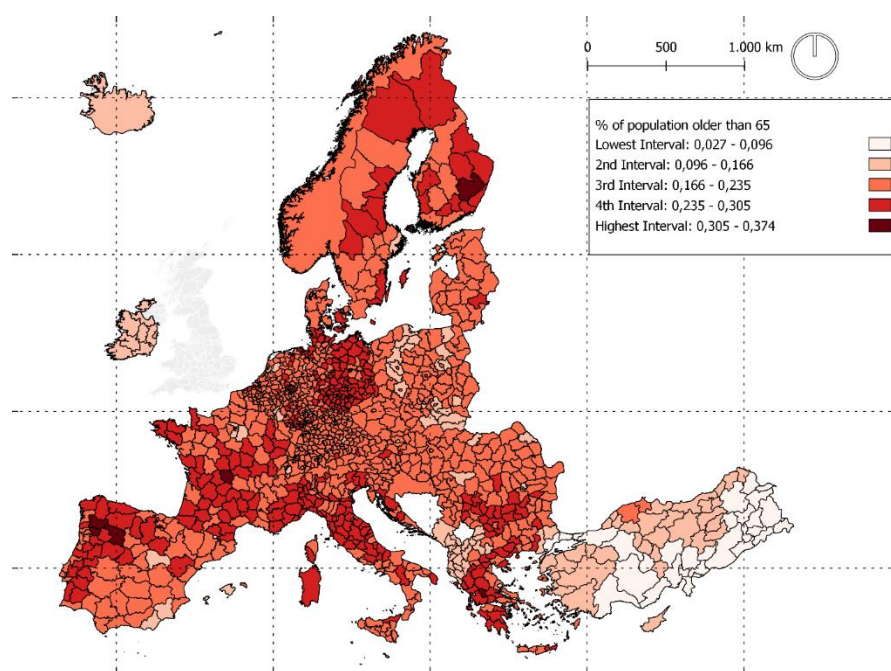 0 500 1.000 km
% of population older than 65
Lowest Interval: 0,027 - 0,096
2nd Interval: 0,096 - 0,166
3rd Interval: 0,166 - 0,235
4th Interval: 0,235 - 0,305
Highest Interval: 0,305 - 0,374